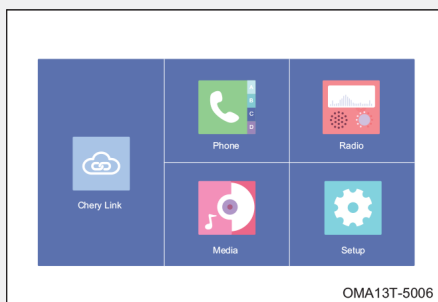 A
B
C
D
Phone
Radio
Chery Link
Media
Setup
OMA13T-5006